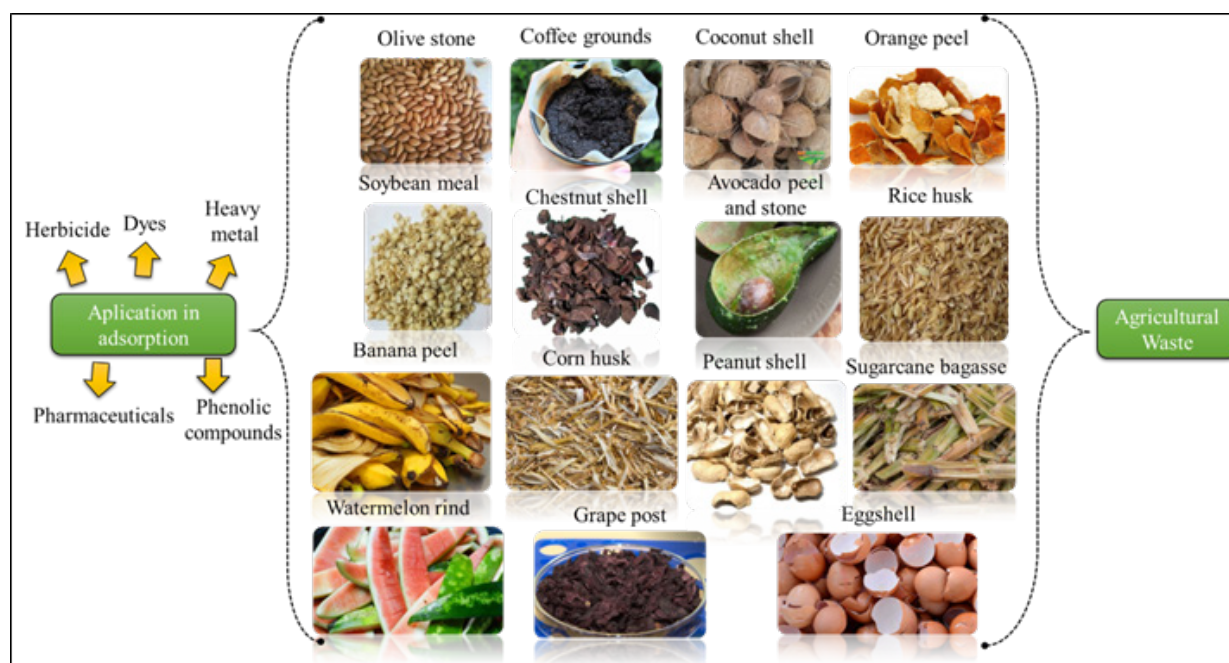 Olive stone
Coffee grounds
Coconut shell
Orange peel
Soybean meal
Chestnut shell
Avocado peel
and stone
Rice husk
Herbicide
Dyes
Heavy
metal
Aplication in
adsorption
Pharmaceuticals
Phenolic
compounds
Agricultural
Waste
Banana peel
Corn husk
Peanut shell
Sugarcane bagasse
Watermelon rind
Grape post
Eggshell